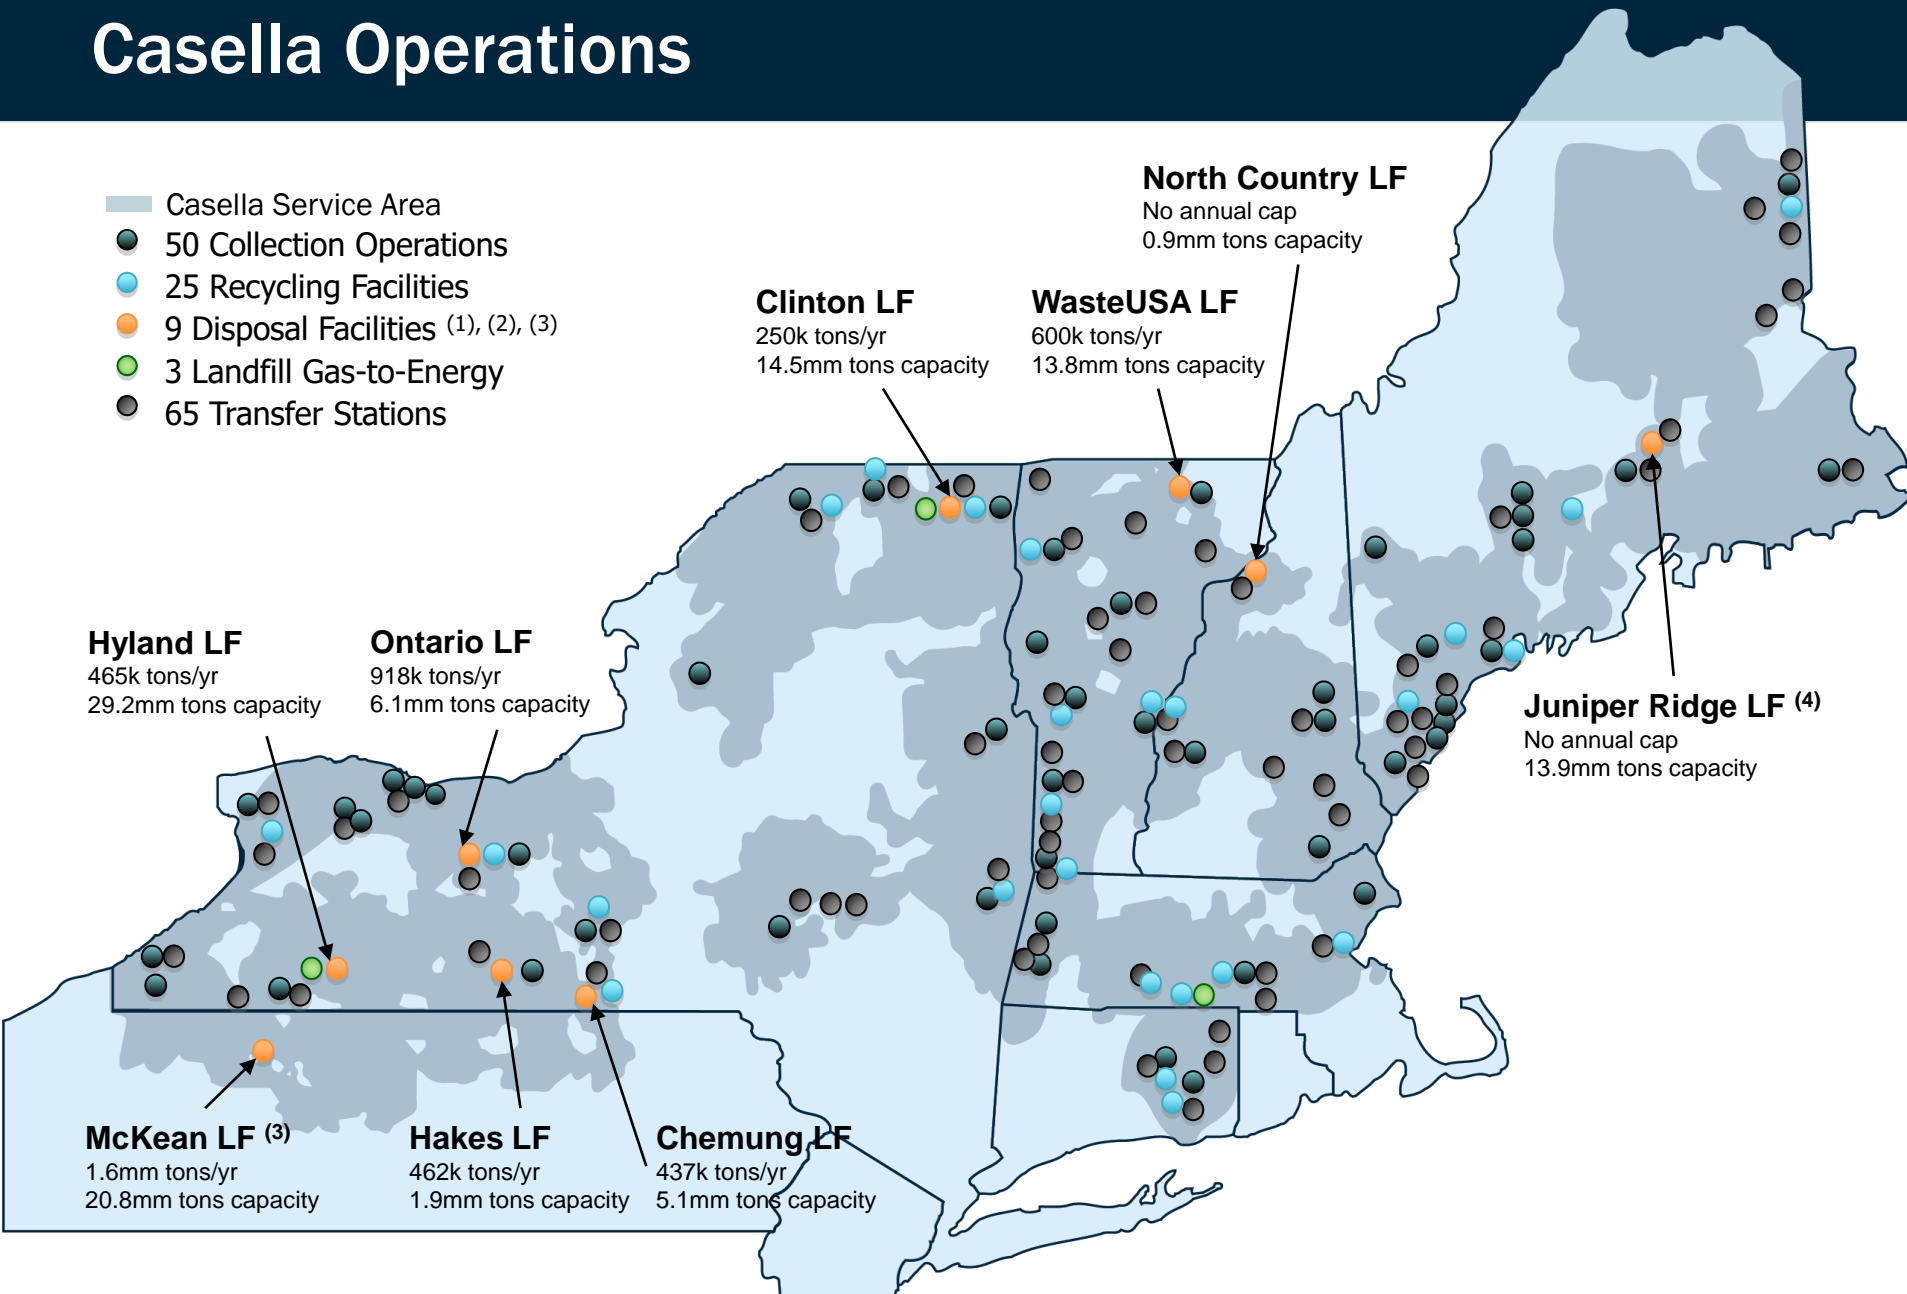 Casella Operations
Casella Service Area
50 Collection Operations
25 Recycling Facilities
9 Disposal Facilities (1), (2), (3)
3 Landfill Gas-to-Energy
65 Transfer Stations
North Country LF
No annual cap
0.9mm tons capacity
Clinton LF
250k tons/yr
14.5mm tons capacity
WasteUSA LF
600k tons/yr
13.8mm tons capacity
Hyland LF
465k tons/yr
29.2mm tons capacity
Ontario LF
918k tons/yr
6.1mm tons capacity
Juniper Ridge LF (4)
No annual cap
13.9mm tons capacity
McKean LF (3)
1.6mm tons/yr
20.8mm tons capacity
Hakes LF
462k tons/yr
1.9mm tons capacity
Chemung LF
437k tons/yr
5.1mm tons capacity